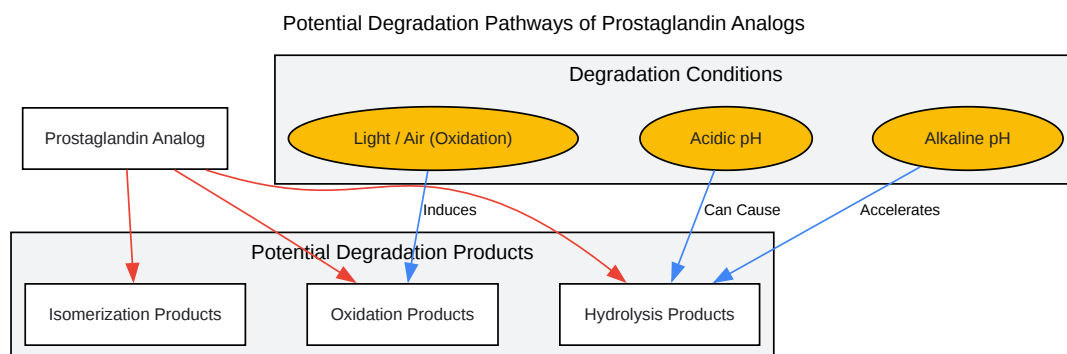 Potential Degradation Pathways of Prostaglandin Analogs
Degradation Conditions
Prostaglandin Analog
Light / Air (Oxidation)
Acidic pH
Alkaline pH
Induces
Can Cause
Accelerates
Potential Degradation Products
Isomerization Products
Oxidation Products
Hydrolysis Products